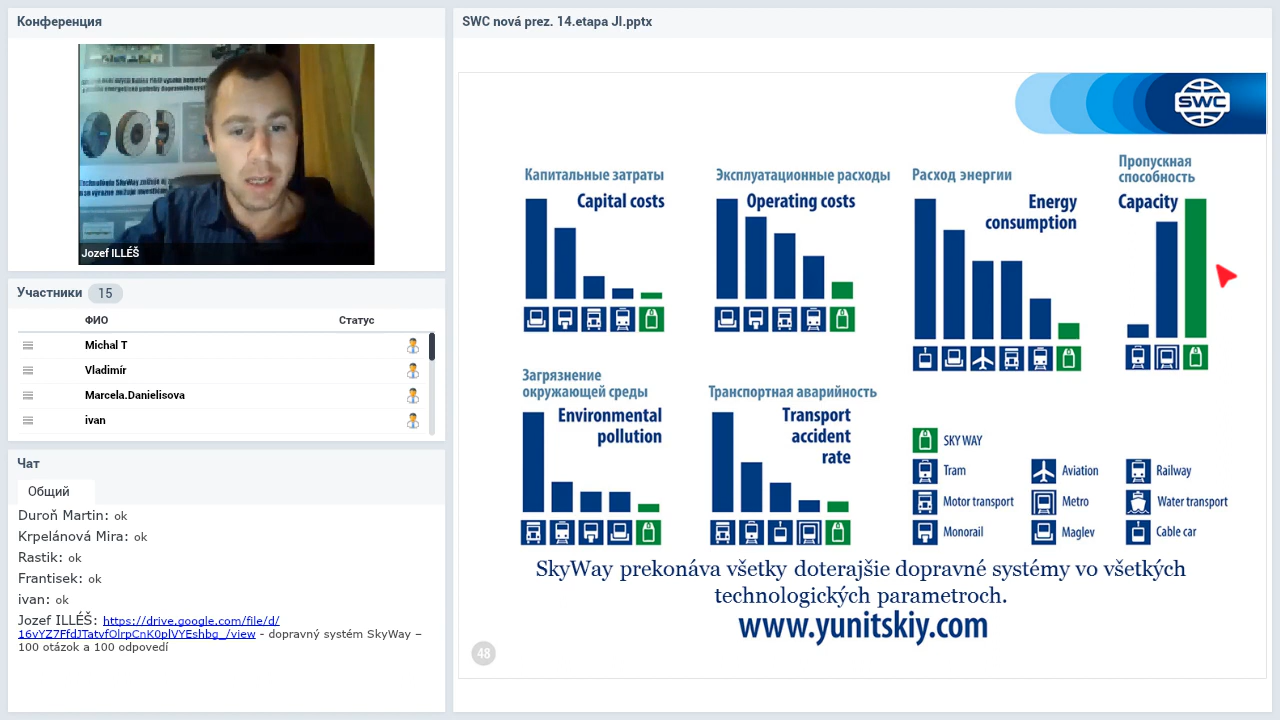 Конференция
Jozef ILLÉŠ
Участники 15
ФИО Статус
Michal T
Vladimír
Marcela.Danielisova
ivan
Чат
Общий
Duroň Martin: ok
Krpelánová Mira: ok
Rastik: ok
Frantisek: ok
ivan: ok
Jozef ILLÉŠ: https://drive.google.com/file/d/
16vYZ7FfdJTatvfOlrpCnK0plVYEshbg_/view - dopravný systém SkyWay –
100 otázok a 100 odpovedí
SWC nová prez. 14.etapa JI.pptx
SWC
Капитальные затраты
Capital costs
Эксплуатационные расходы
Operating costs
Расход энергии
Energy
consumption
Пропускная
способность
Capacity
Загрязнение
окружающей среды
Environmental
pollution
Транспортная аварийность
Transport
accident
rate
SKY WAY
Tram Aviation Railway
Motor transport Metro Water transport
Monorail Maglev Cable car
SkyWay prekonáva všetky doterajšie dopravné systémy vo všetkých
technologických parametroch.
www.yunitskiy.com
48